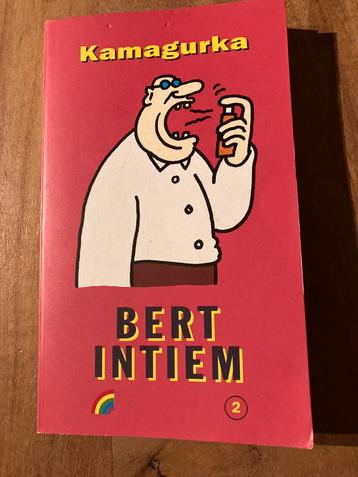 Kamagurka
BERT
INTIEM
2